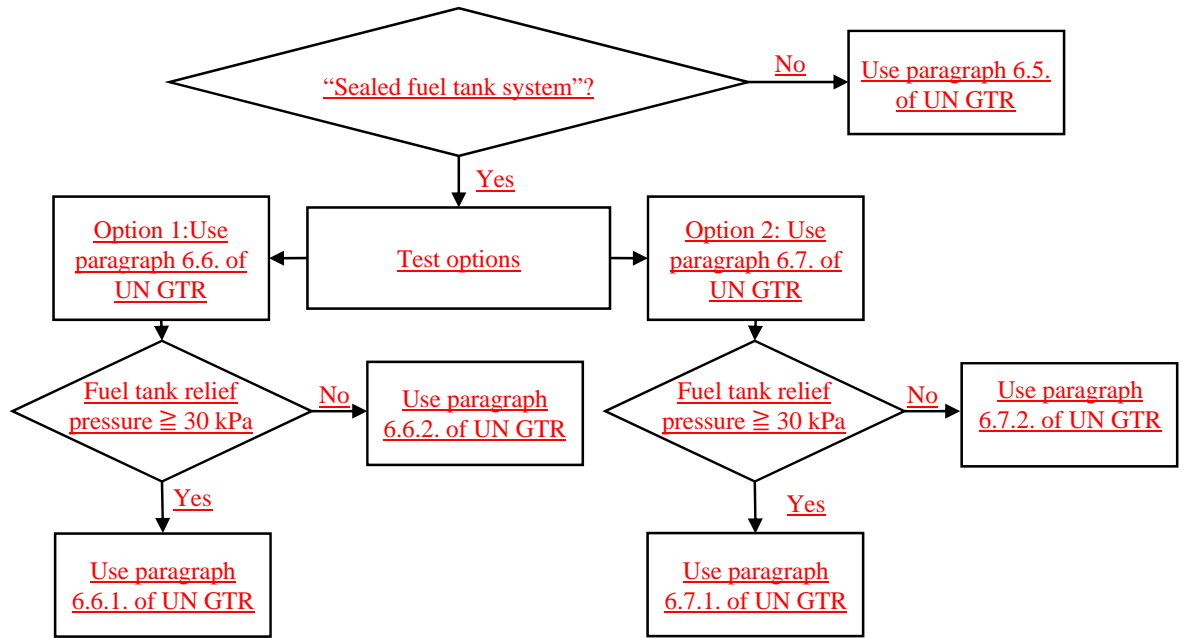 “Sealed fuel tank system”?
No
Use paragraph 6.5.
of UN GTR
Yes
Option 1:Use
paragraph 6.6. of
UN GTR
Test options
Option 2: Use
paragraph 6.7. of
UN GTR
Fuel tank relief
pressure ≧ 30 kPa
No
Use paragraph
6.6.2. of UN GTR
Fuel tank relief
pressure ≧ 30 kPa
No
Use paragraph
6.7.2. of UN GTR
Yes
Use paragraph
6.6.1. of UN GTR
Yes
Use paragraph
6.7.1. of UN GTR